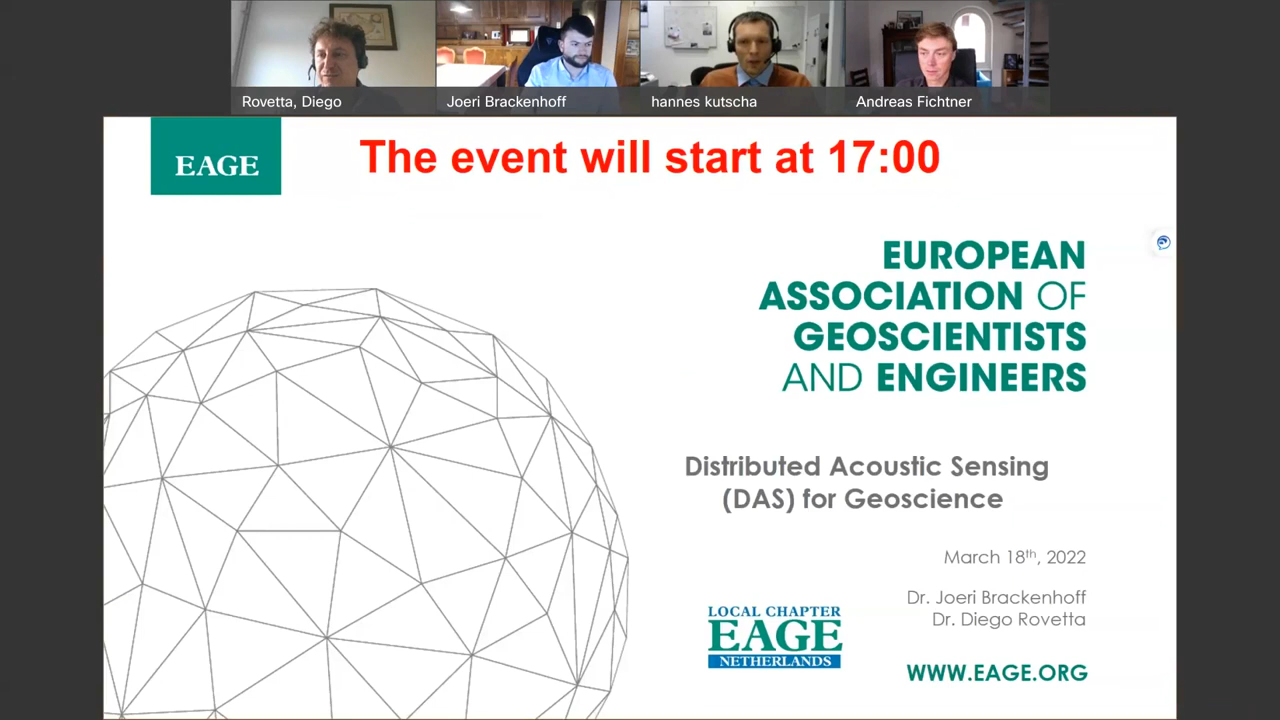 Rovetta, Diego
Joeri Brackenhoff
hannes kutscha
Andreas Fichtner
EAGE
The event will start at 17:00
EUROPEAN
ASSOCIATION OF
GEOSCIENTISTS
AND ENGINEERS
Distributed Acoustic Sensing
(DAS) for Geoscience
March 18th, 2022
Dr. Joeri Brackenhoff
Dr. Diego Rovetta
LOCAL CHAPTER
EAGE
NETHERLANDS
WWW.EAGE.ORG